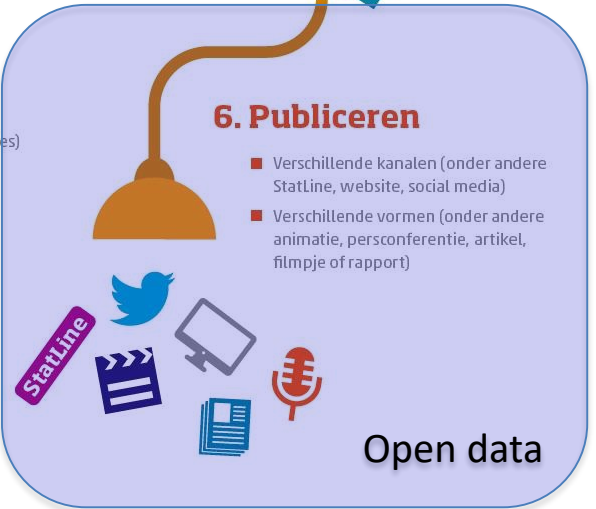 es)
6. Publiceren
Verschillende kanalen (onder andere
StatLine, website, social media)
Verschillende vormen (onder andere
animatie, persconferentie, artikel,
filmpje of rapport)
StatLine
Open data